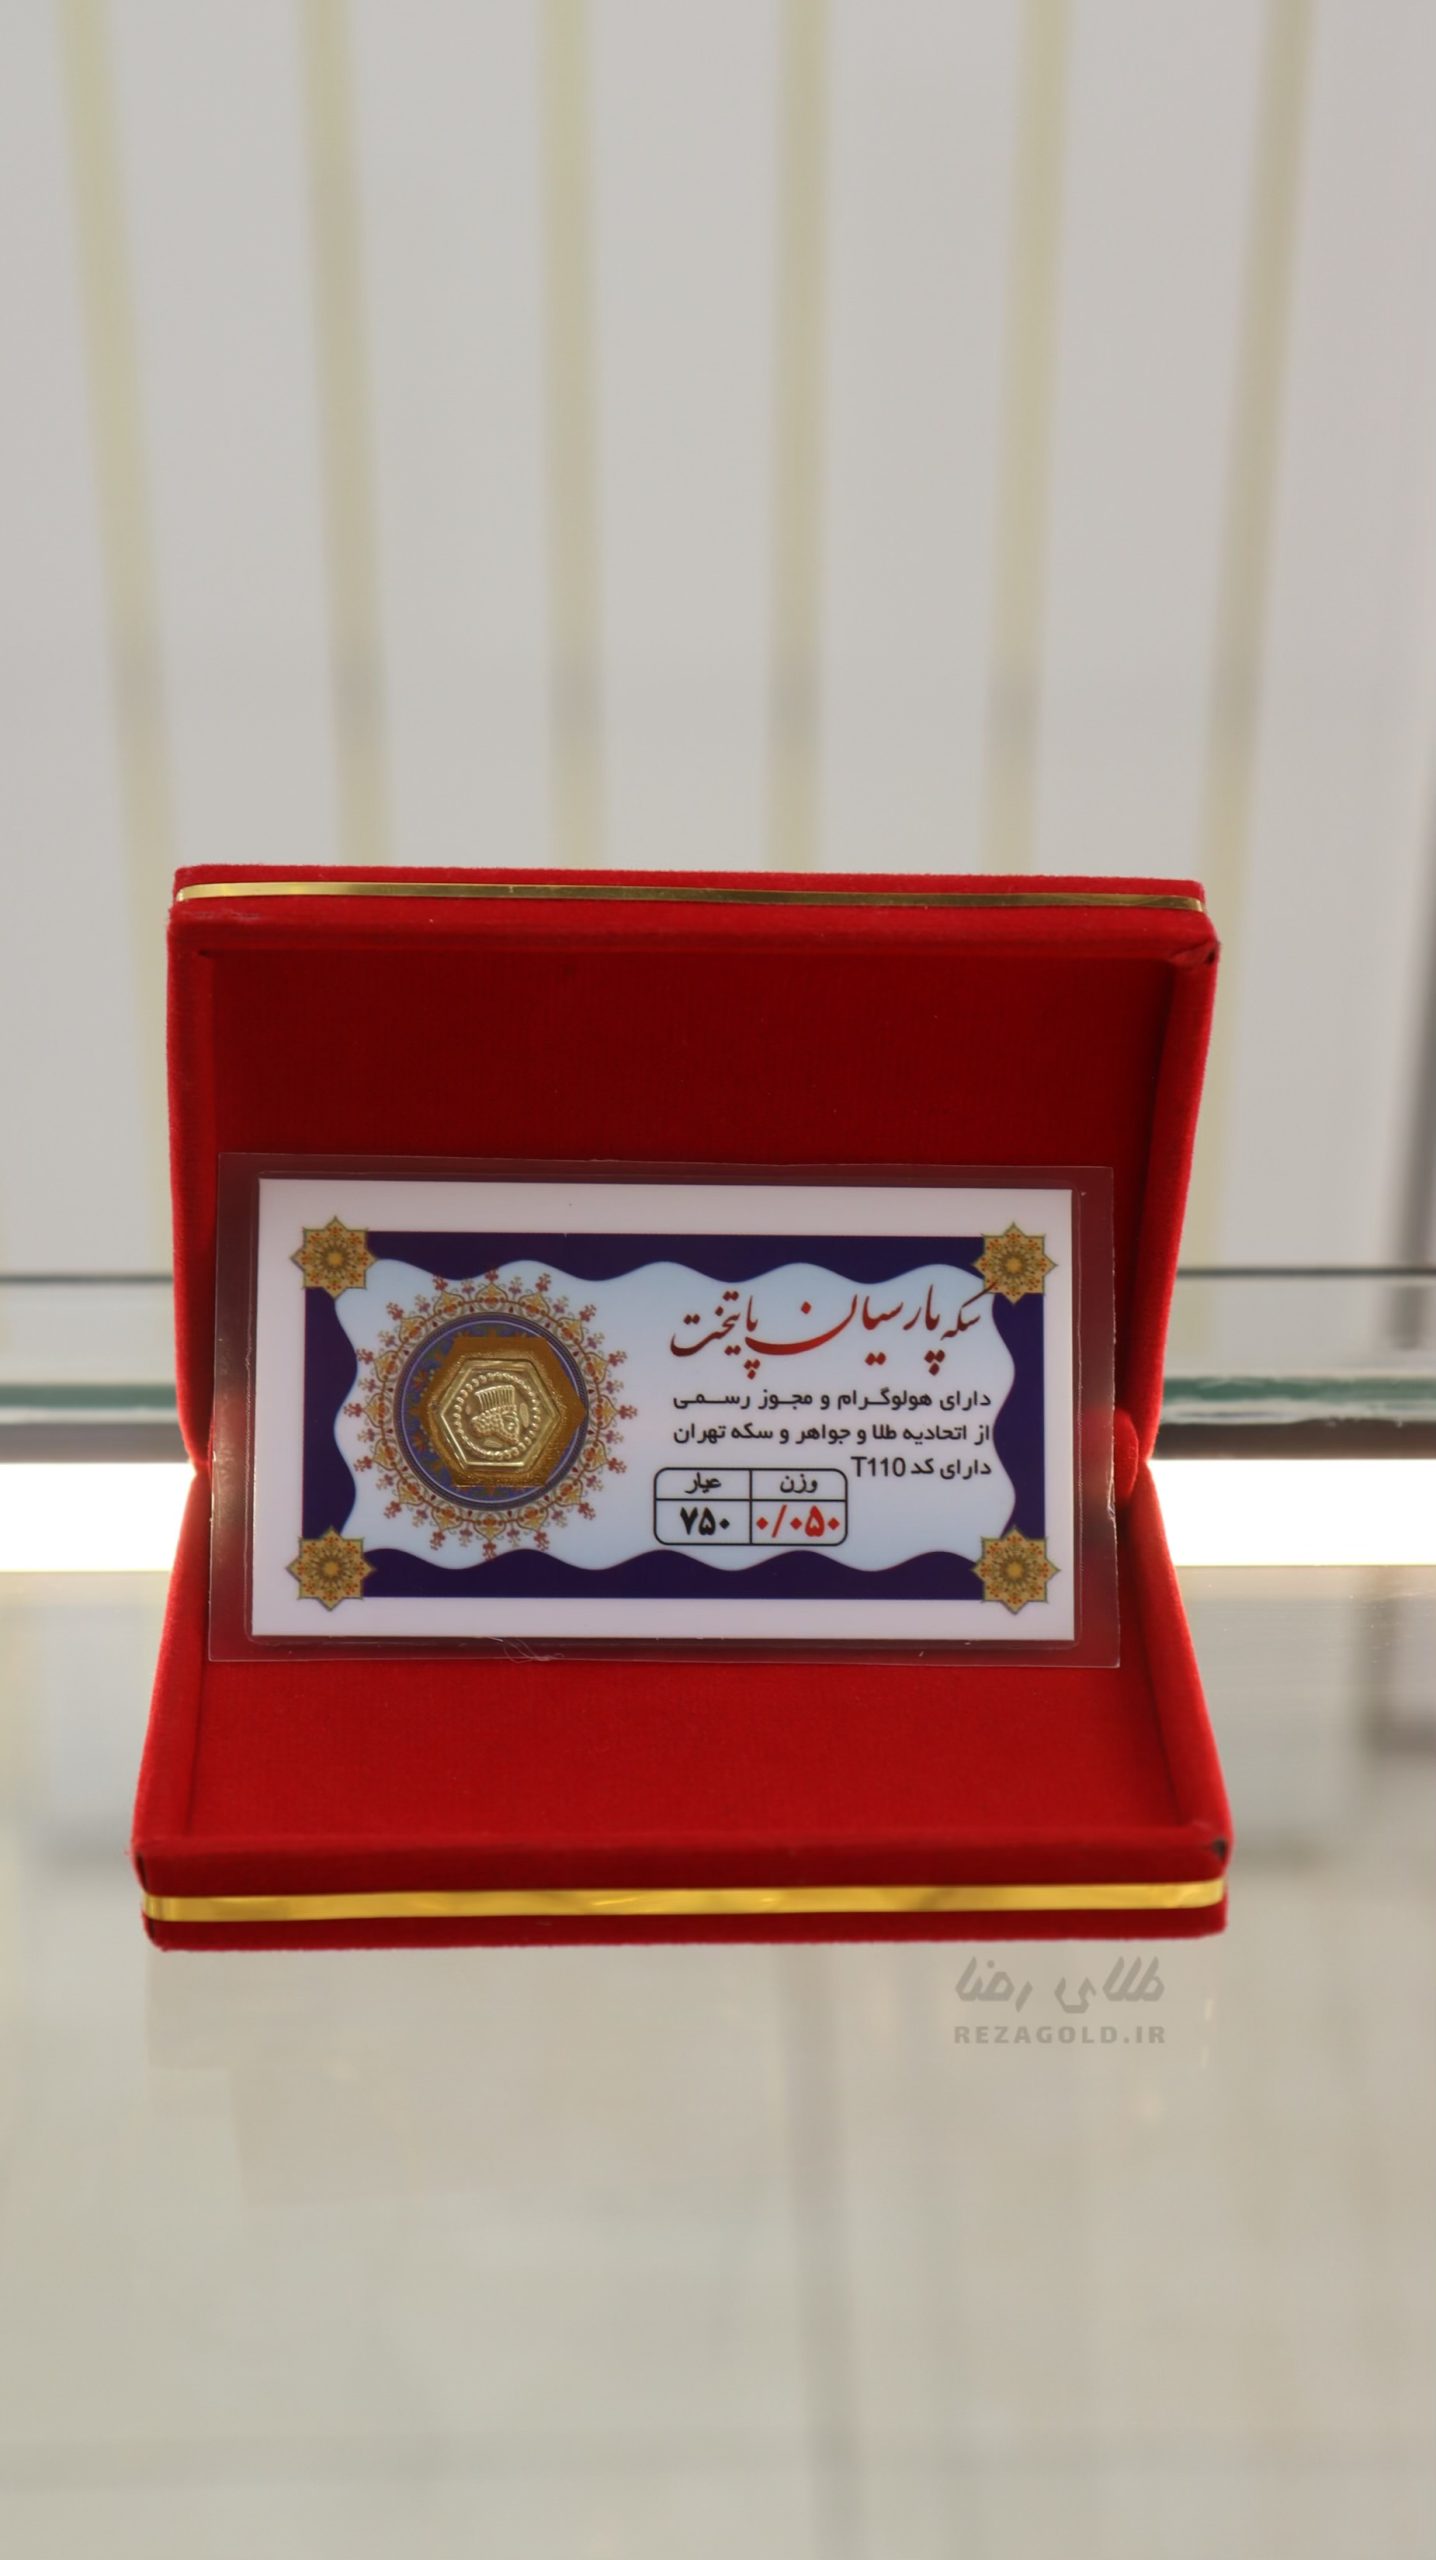 سکه پارسیان پایتخت
دارای هولوگرام و مجوز رسمی
از اتحادیه طلا و جواهر و سکه تهران
دارای کد T110
وزن عیار
۰/۰۵۰ ۷۵۰
طلای رضا
REZAGOLD.IR